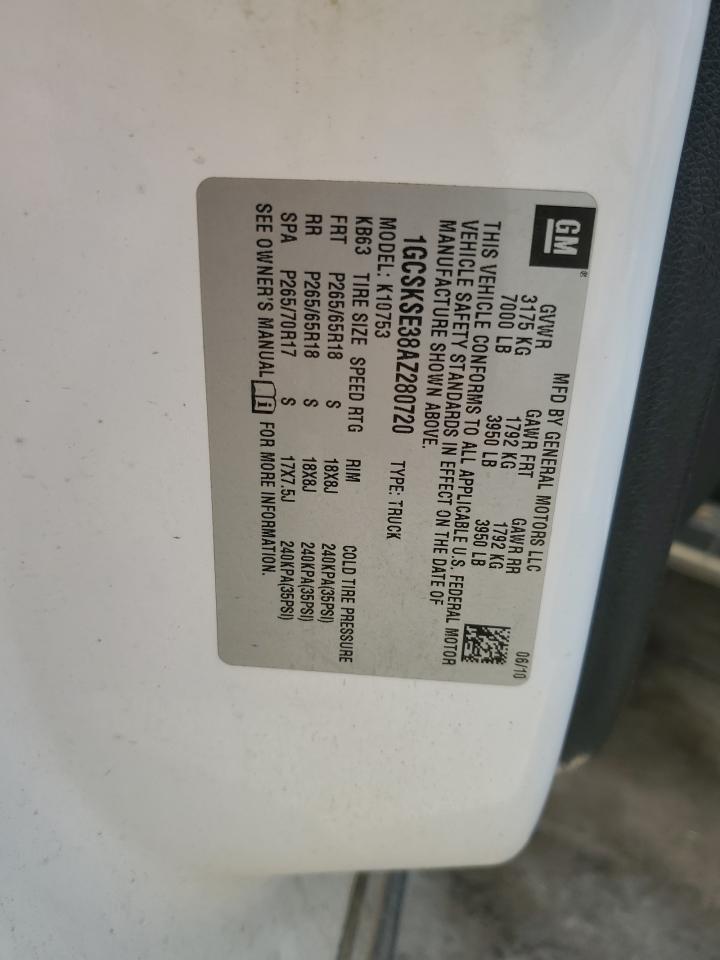 GM®
MFD BY GENERAL MOTORS LLC 06/10
GVWR GAWR FRT GAWR RR
3175 KG 1792 KG 1792 KG
7000 LB 3950 LB 3950 LB
THIS VEHICLE CONFORMS TO ALL APPLICABLE U.S. FEDERAL MOTOR
VEHICLE SAFETY STANDARDS IN EFFECT ON THE DATE OF
MANUFACTURE SHOWN ABOVE.
1GCSKSE38AZ280720 TYPE: TRUCK
MODEL: K10753
KB63 TIRE SIZE SPEED RTG RIM COLD TIRE PRESSURE
FRT P265/65R18 S 18X8J 240KPA(35PSI)
RR P265/65R18 S 18X8J 240KPA(35PSI)
SPA P265/70R17 S 17X7.5J 240KPA(35PSI)
SEE OWNER'S MANUAL FOR MORE INFORMATION.